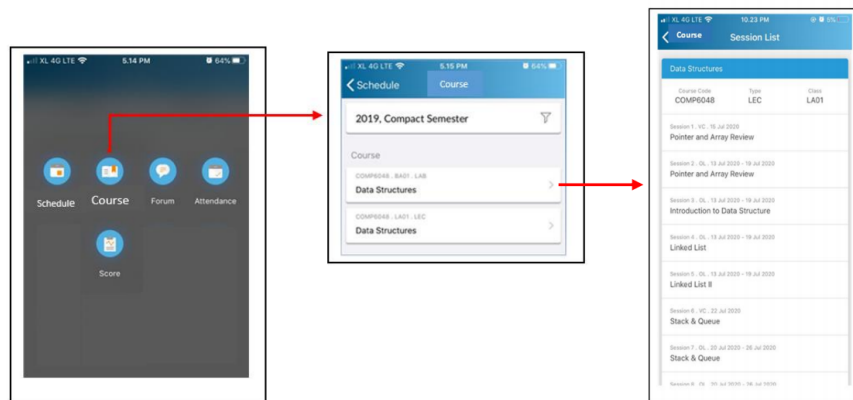 XL 4G LTE 5.14 PM 64%
Schedule Course Forum Attendance
Score
XL 4G LTE 5.15 PM 64%
Schedule Course
2019, Compact Semester
Course
COMP6048 . BA01 . LAB
Data Structures
COMP6048 . LA01 . LEC
Data Structures
XL 4G LTE 10.23 PM 5%
Course Session List
Data Structures
Course Code Type Class
COMP6048 LEC LA01
Session 1 . VC . 15 Jul 2020
Pointer and Array Review
Session 2 . OL . 13 Jul 2020 - 19 Jul 2020
Pointer and Array Review
Session 3 . OL . 13 Jul 2020 - 19 Jul 2020
Introduction to Data Structure
Session 4 . OL . 13 Jul 2020 - 19 Jul 2020
Linked List
Session 5 . OL . 13 Jul 2020 - 19 Jul 2020
Linked List II
Session 6 . VC . 22 Jul 2020
Stack & Queue
Session 7 . OL . 20 Jul 2020 - 26 Jul 2020
Stack & Queue